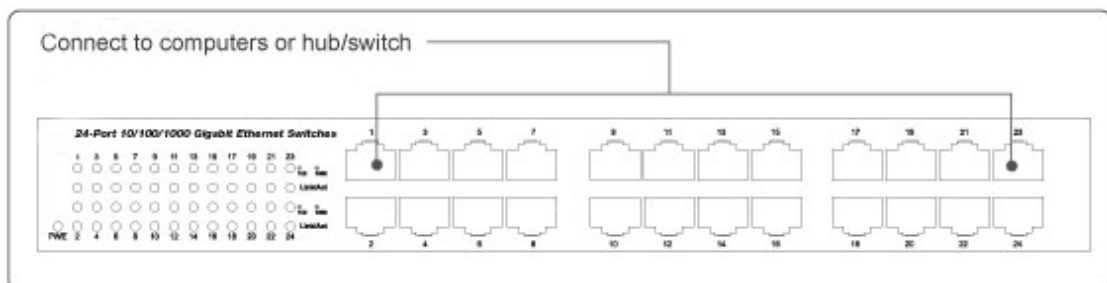 Connect to computers or hub/switch
24-Port 10/100/1000 Gigabit Ethernet Switches
1 3 5 7 9 11 13 15 17 19 21 23
Link/Act
Link/Act
PWE 2 4 6 8 10 12 14 16 18 20 22 24
1 3 5 7 9 11 13 15 17 19 21 23
2 4 6 8 10 12 14 16 18 20 22 24